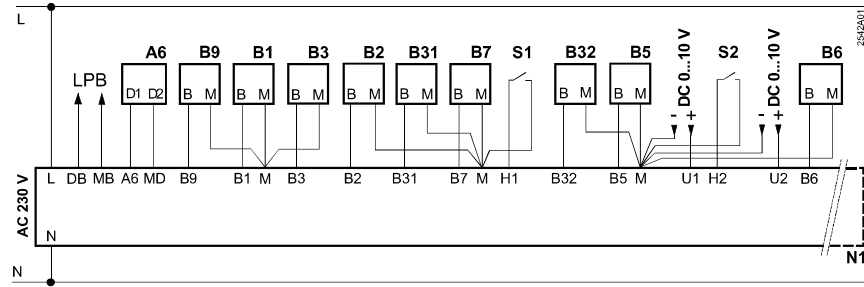 L
2542A01
A6 B9 B1 B3 B2 B31 B7 S1 B32 B5 - + DC 0...10 V S2 - + DC 0...10 V B6
LPB
D1 D2 B M B M B M B M B M B M B M B M B M
L DB MB A6 MD B9 B1 M B3 B2 B31 B7 M H1 B32 B5 M U1 H2 U2 B6
AC 230 V
N
N1
N